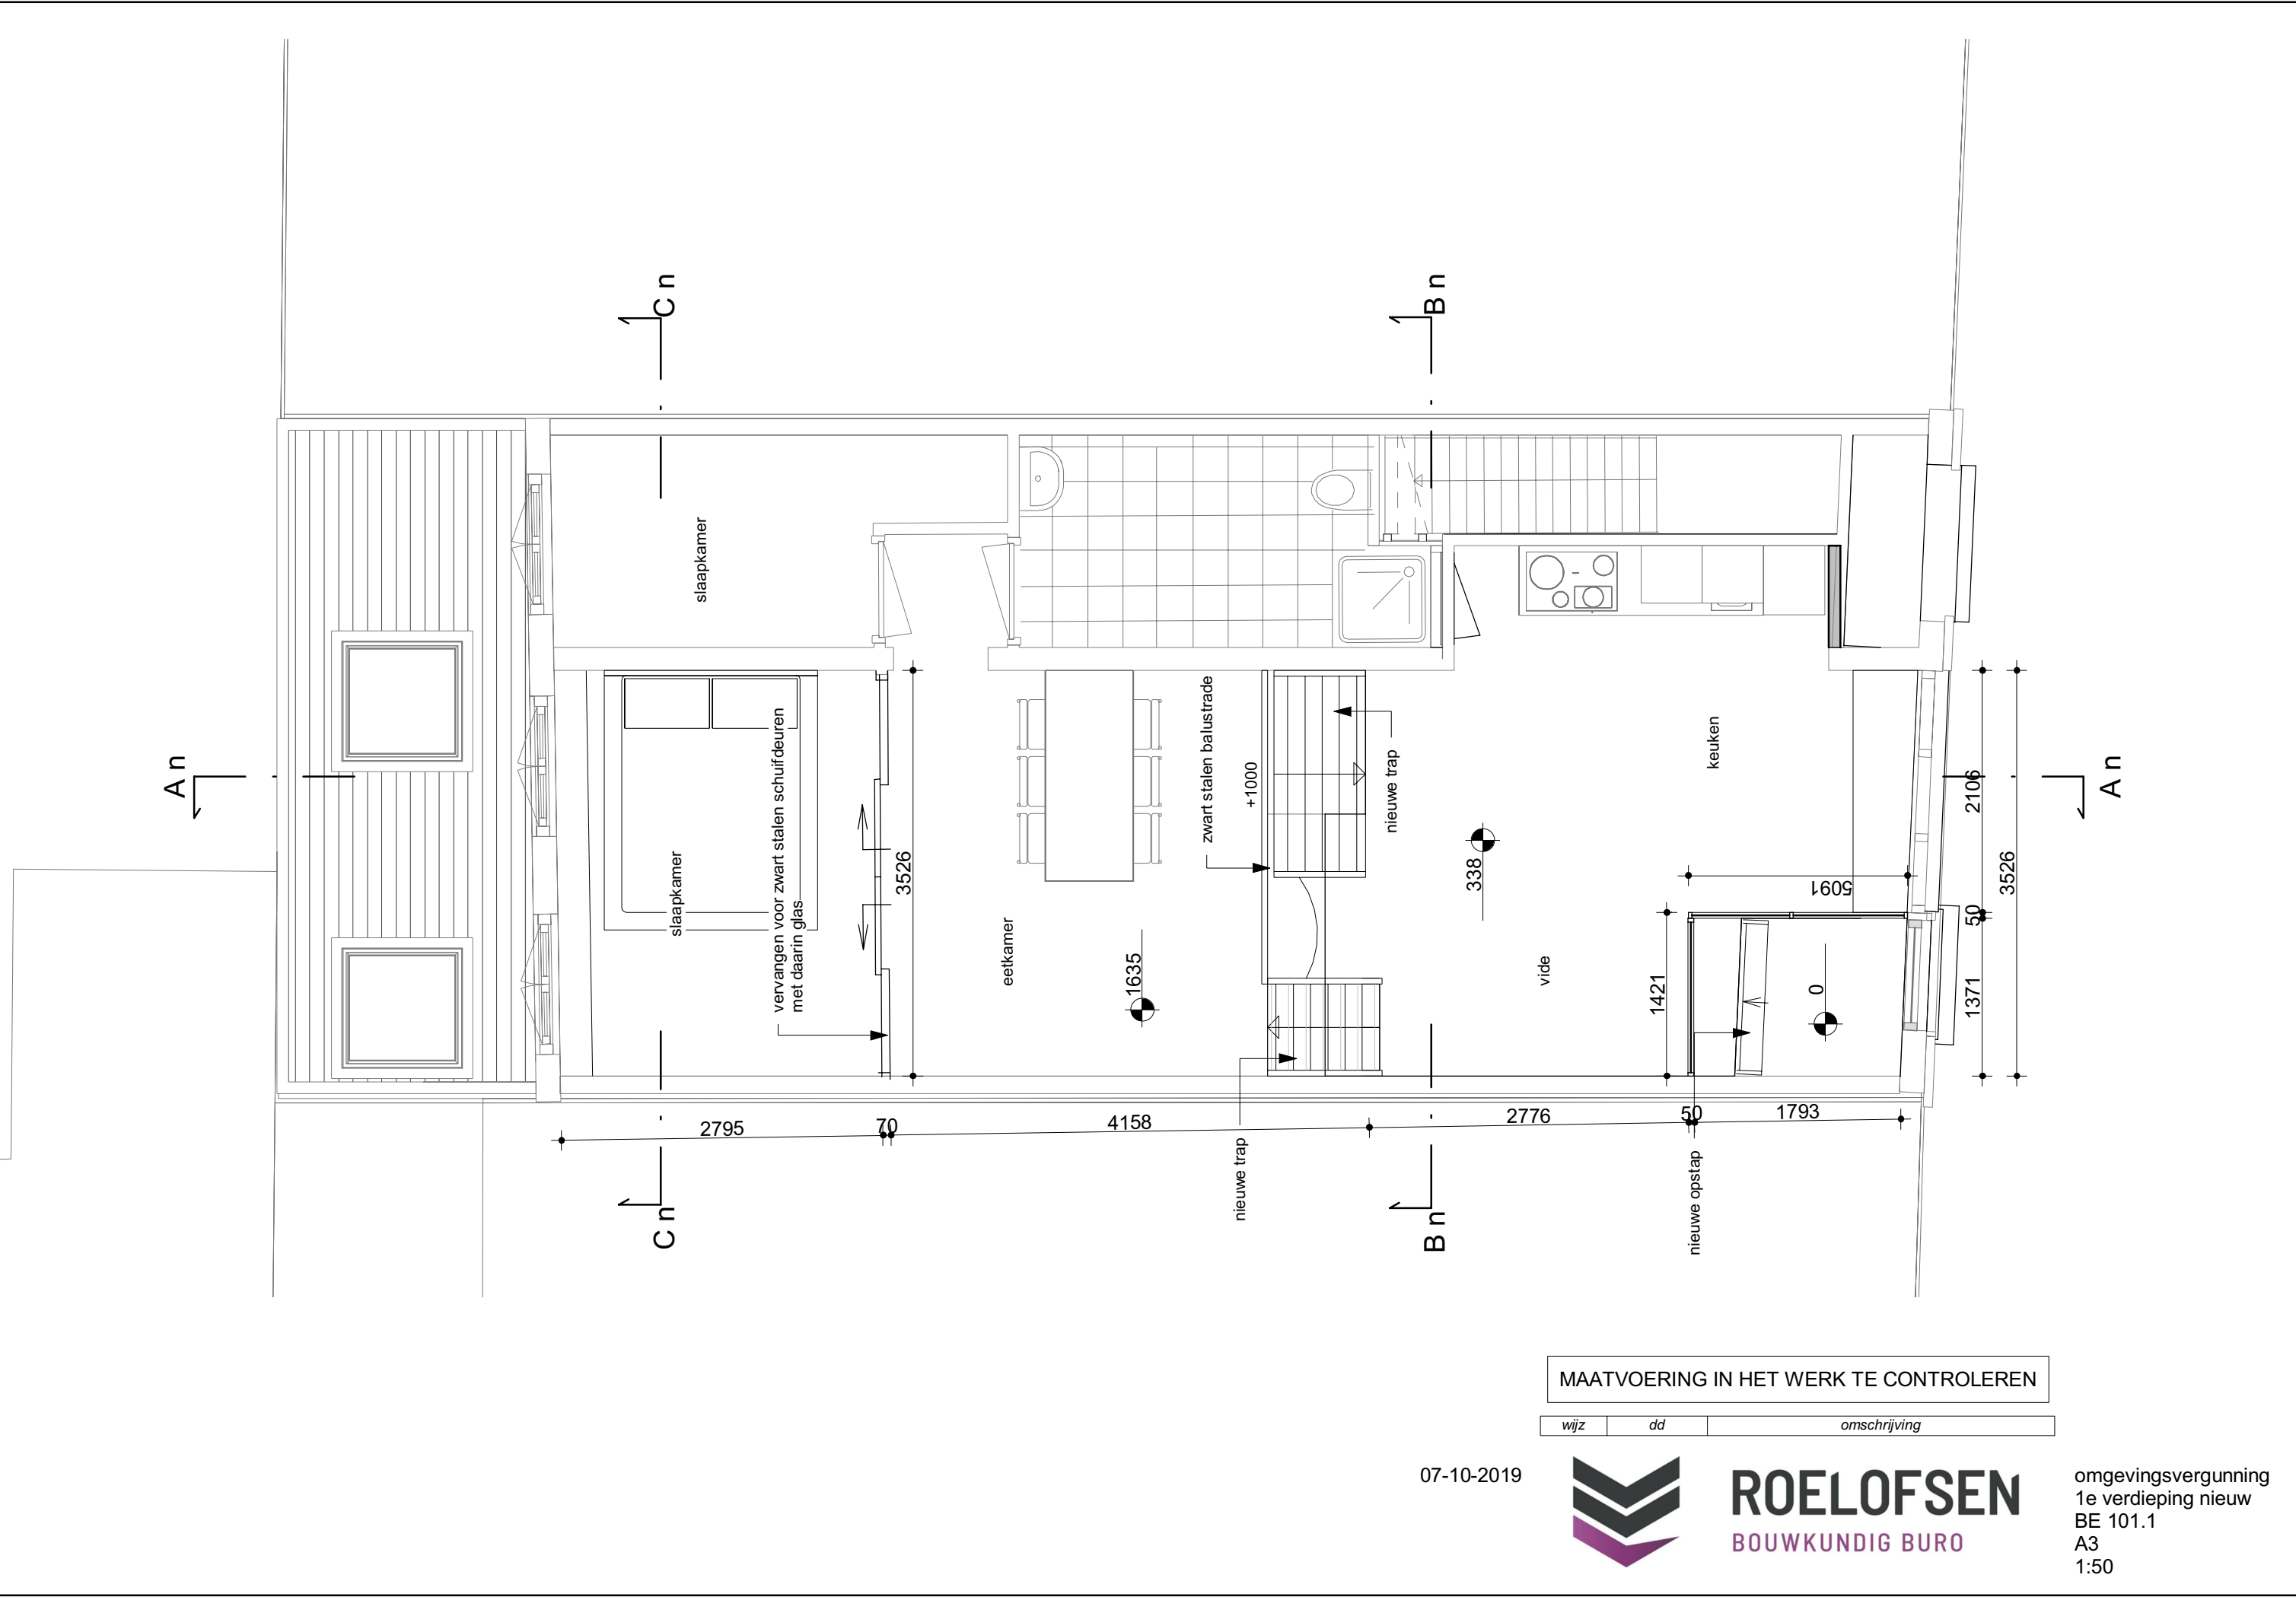 C n
B n
A n
A n
C n
B n
slaapkamer
slaapkamer
vervangen voor zwart stalen schuifdeuren
met daarin glas
eetkamer
zwart stalen balustrade
+1000
nieuwe trap
nieuwe trap
keuken
vide
nieuwe opstap
3526
1635
338
1421
0
2106
50
1371
3526
2795
70
4158
2776
50
1793
MAATVOERING IN HET WERK TE CONTROLEREN
wijz dd omschrijving
07-10-2019
ROELOFSEN
BOUWKUNDIG BURO
omgevingsvergunning
1e verdieping nieuw
BE 101.1
A3
1:50